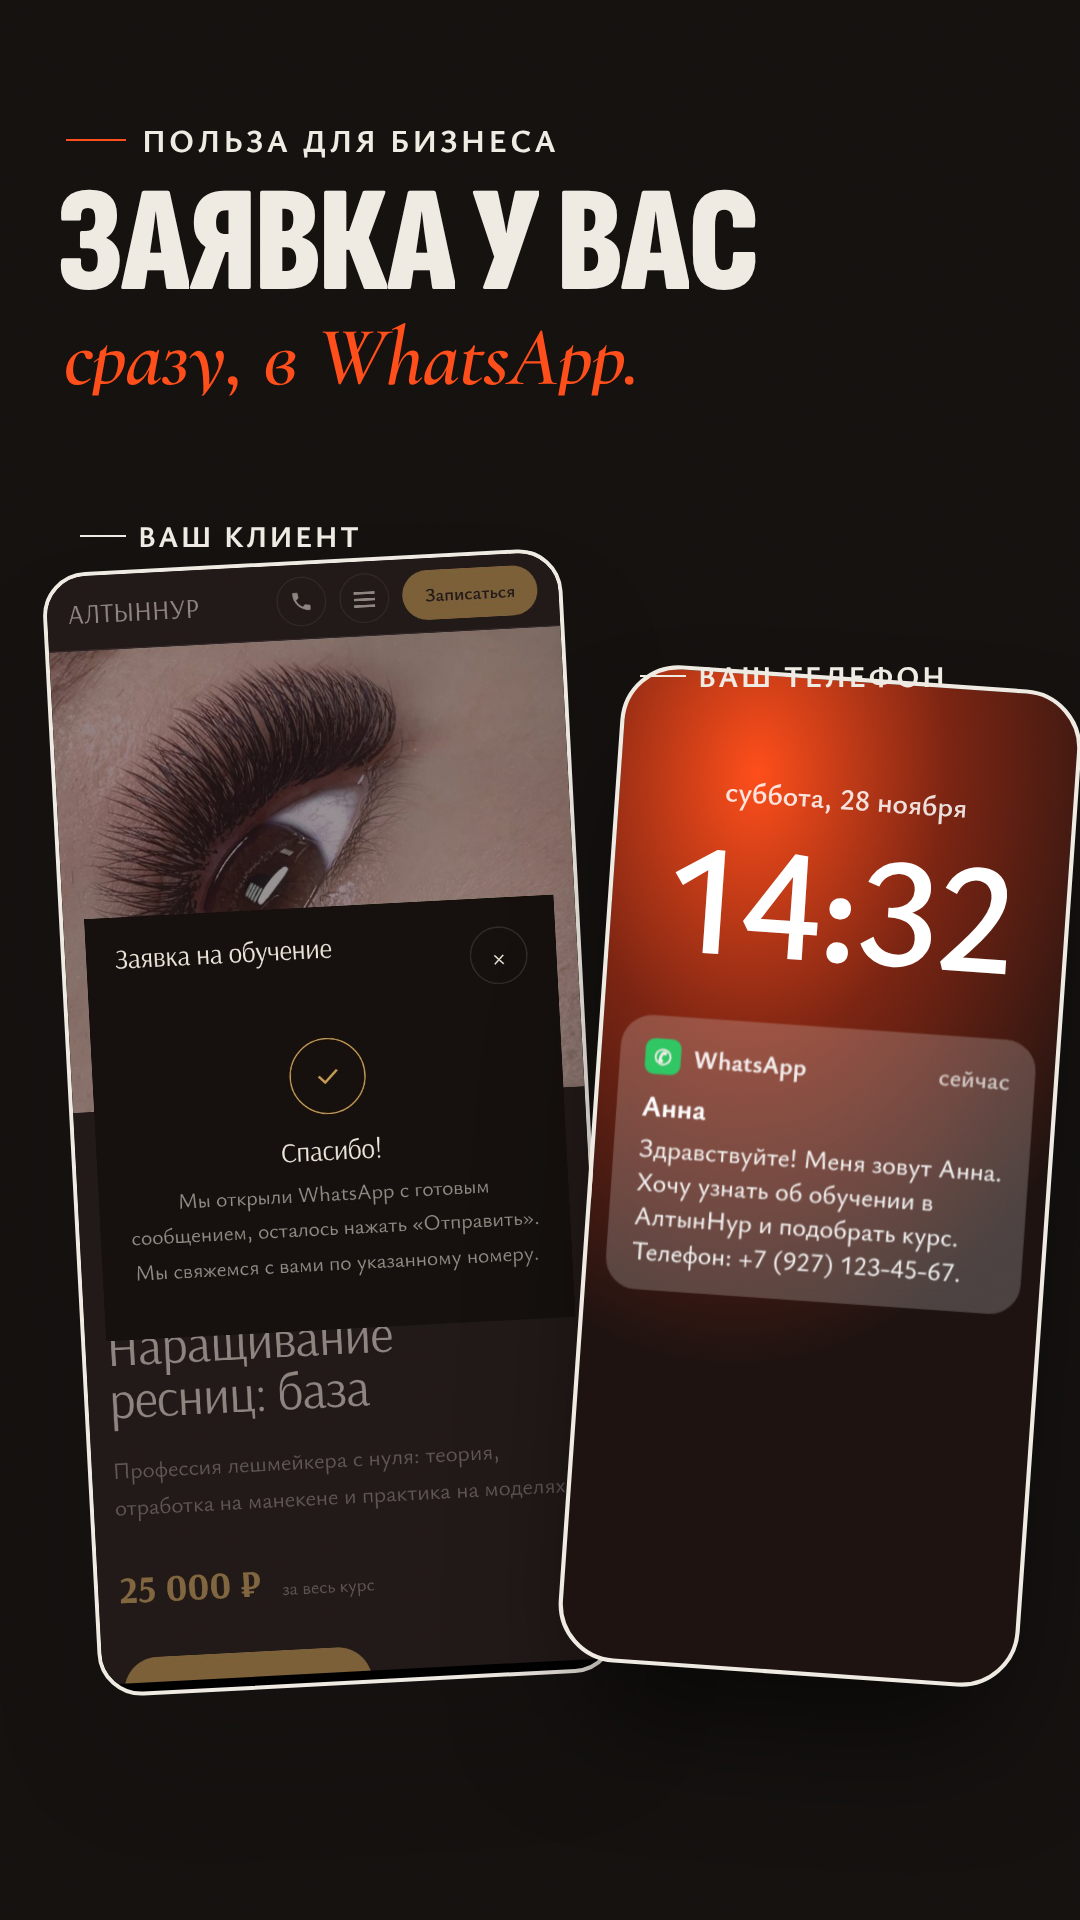 ПОЛЬЗА ДЛЯ БИЗНЕСА
ЗАЯВКА У ВАС
сразу, в WhatsApp.
ВАШ КЛИЕНТ
АЛТЫННУР
Записаться
Заявка на обучение
Спасибо!
Мы открыли WhatsApp с готовым
сообщением, осталось нажать «Отправить».
Мы свяжемся с вами по указанному номеру.
Наращивание
ресниц: база
Профессия лешмейкера с нуля: теория,
отработка на манекене и практика на моделях
25 000 ₽ за весь курс
ВАШ ТЕЛЕФОН
суббота, 28 ноября
14:32
WhatsApp сейчас
Анна
Здравствуйте! Меня зовут Анна.
Хочу узнать об обучении в
АлтынНур и подобрать курс.
Телефон: +7 (927) 123-45-67.